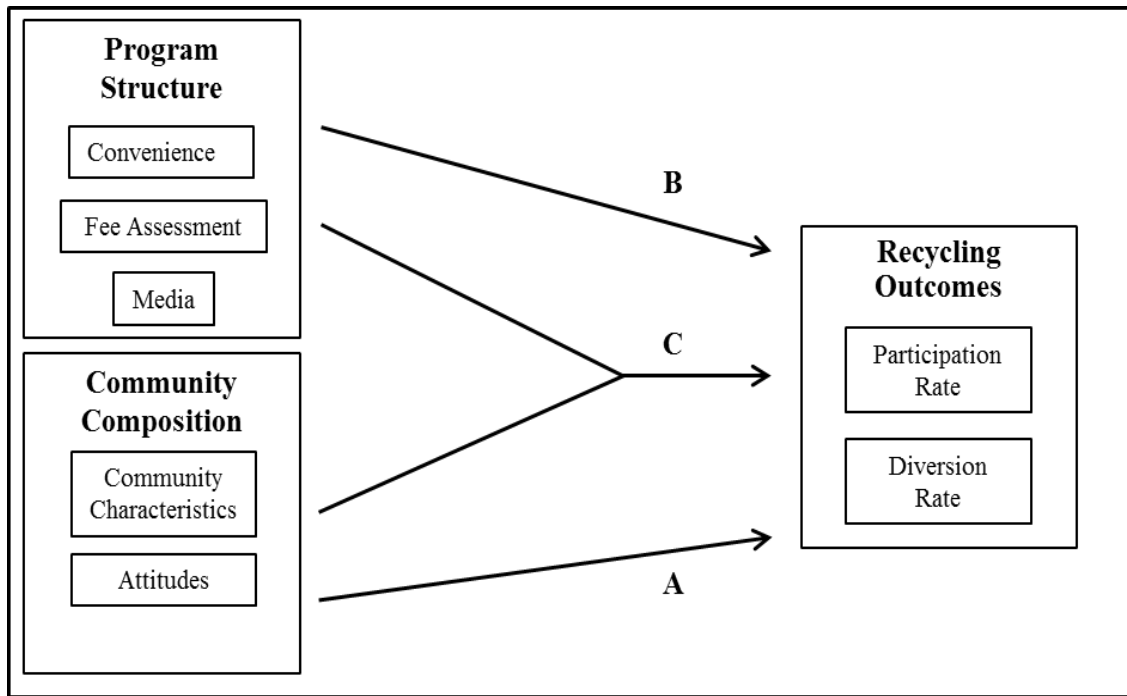 Program
Structure
Convenience
Fee Assessment
Media
Community
Composition
Community
Characteristics
Attitudes
B
C
A
Recycling
Outcomes
Participation
Rate
Diversion
Rate